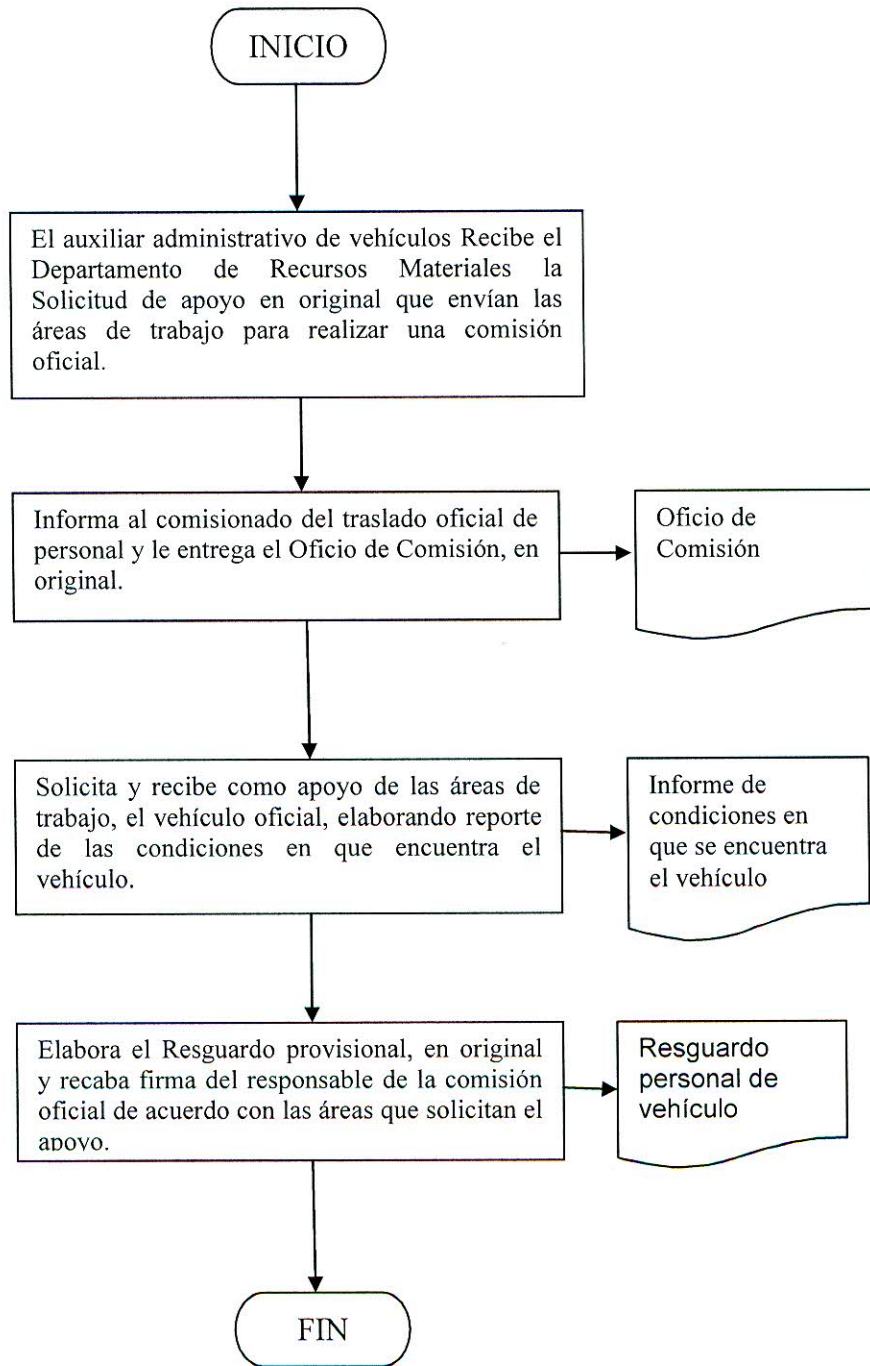 INICIO
El auxiliar administrativo de vehículos Recibe el
Departamento de Recursos Materiales la
Solicitud de apoyo en original que envían las
áreas de trabajo para realizar una comisión
oficial.
Informa al comisionado del traslado oficial de
personal y le entrega el Oficio de Comisión, en
original.
Oficio de
Comisión
Solicita y recibe como apoyo de las áreas de
trabajo, el vehículo oficial, elaborando reporte
de las condiciones en que encuentra el
vehículo.
Informe de
condiciones en
que se encuentra
el vehículo
Elabora el Resguardo provisional, en original
y recaba firma del responsable de la comisión
oficial de acuerdo con las áreas que solicitan el
apoyo.
Resguardo
personal de
vehículo
FIN